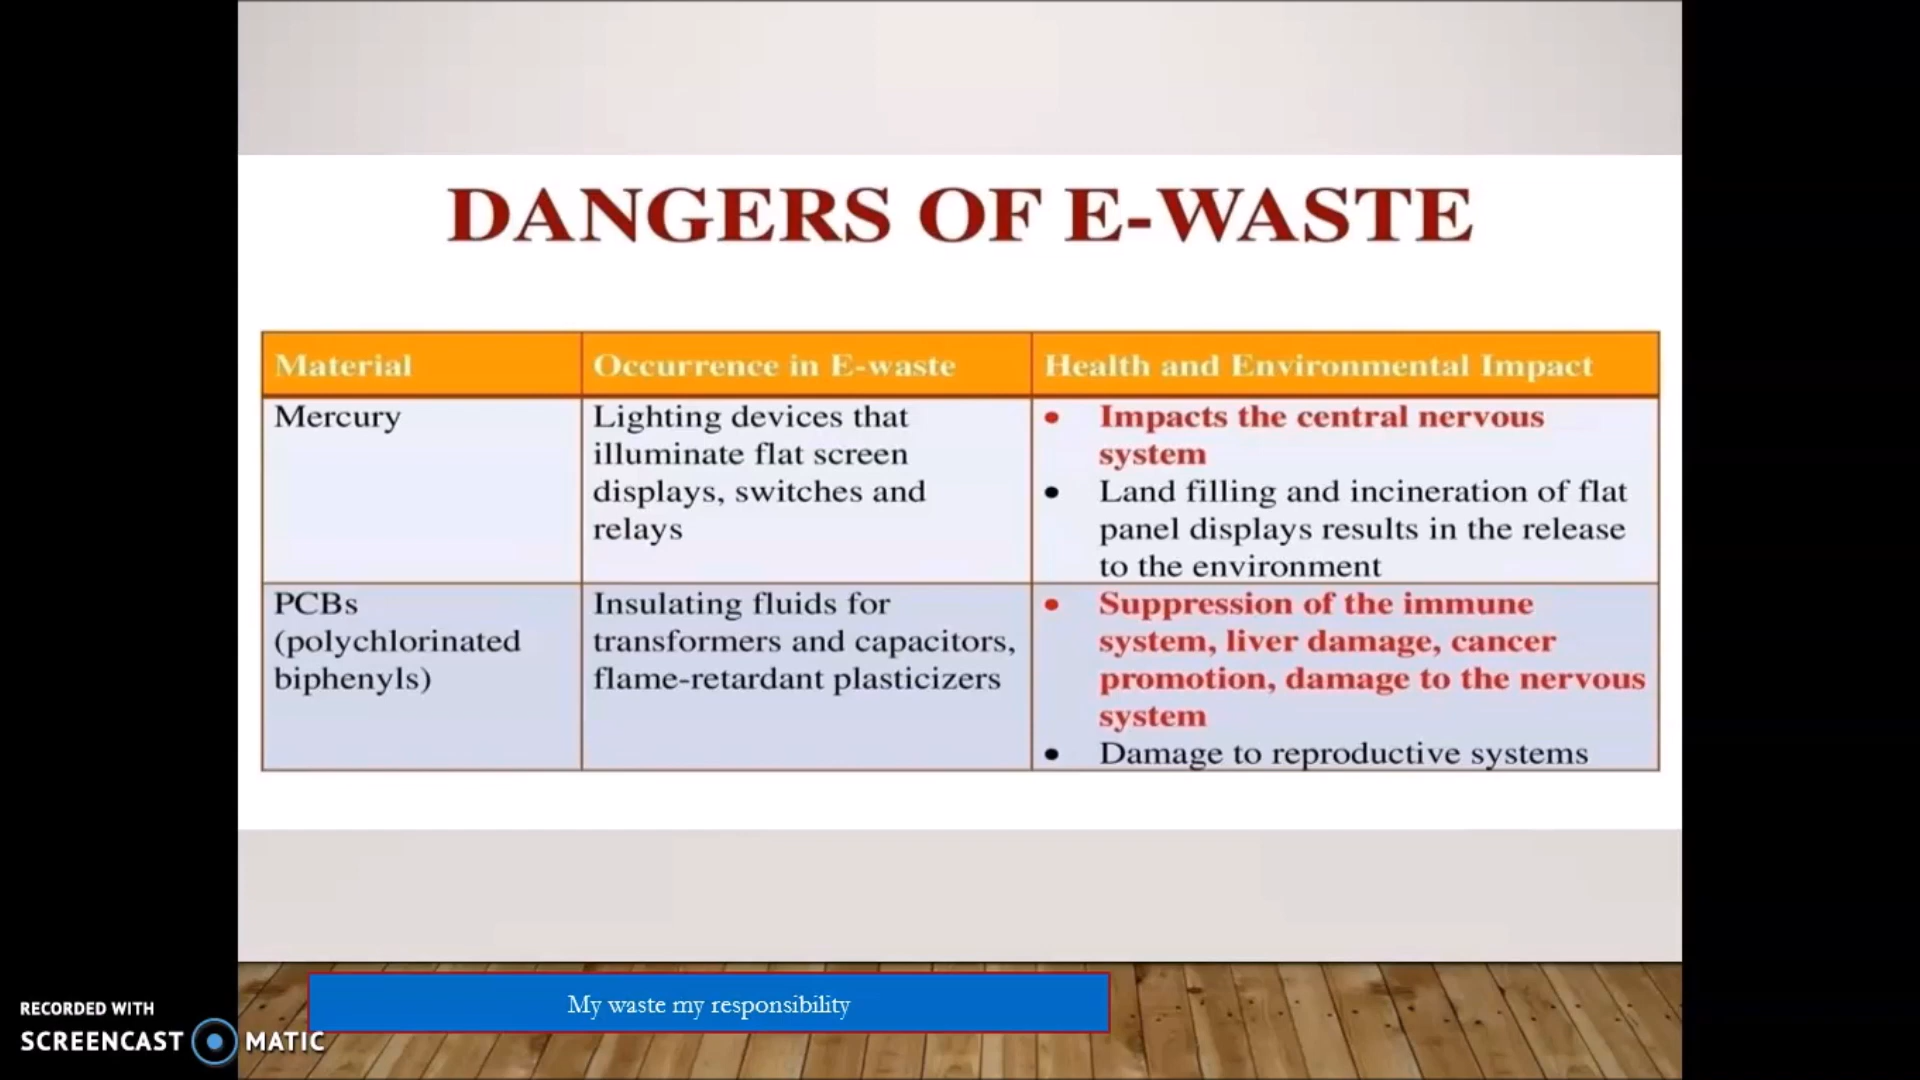 DANGERS OF E-WASTE
Material
Occurrence in E-waste
Health and Environmental Impact
Mercury
Lighting devices that
illuminate flat screen
displays, switches and
relays
• Impacts the central nervous
system
• Land filling and incineration of flat
panel displays results in the release
to the environment
PCBs
(polychlorinated
biphenyls)
Insulating fluids for
transformers and capacitors,
flame-retardant plasticizers
• Suppression of the immune
system, liver damage, cancer
promotion, damage to the nervous
system
• Damage to reproductive systems
My waste my responsibility
RECORDED WITH
SCREENCAST MATIC